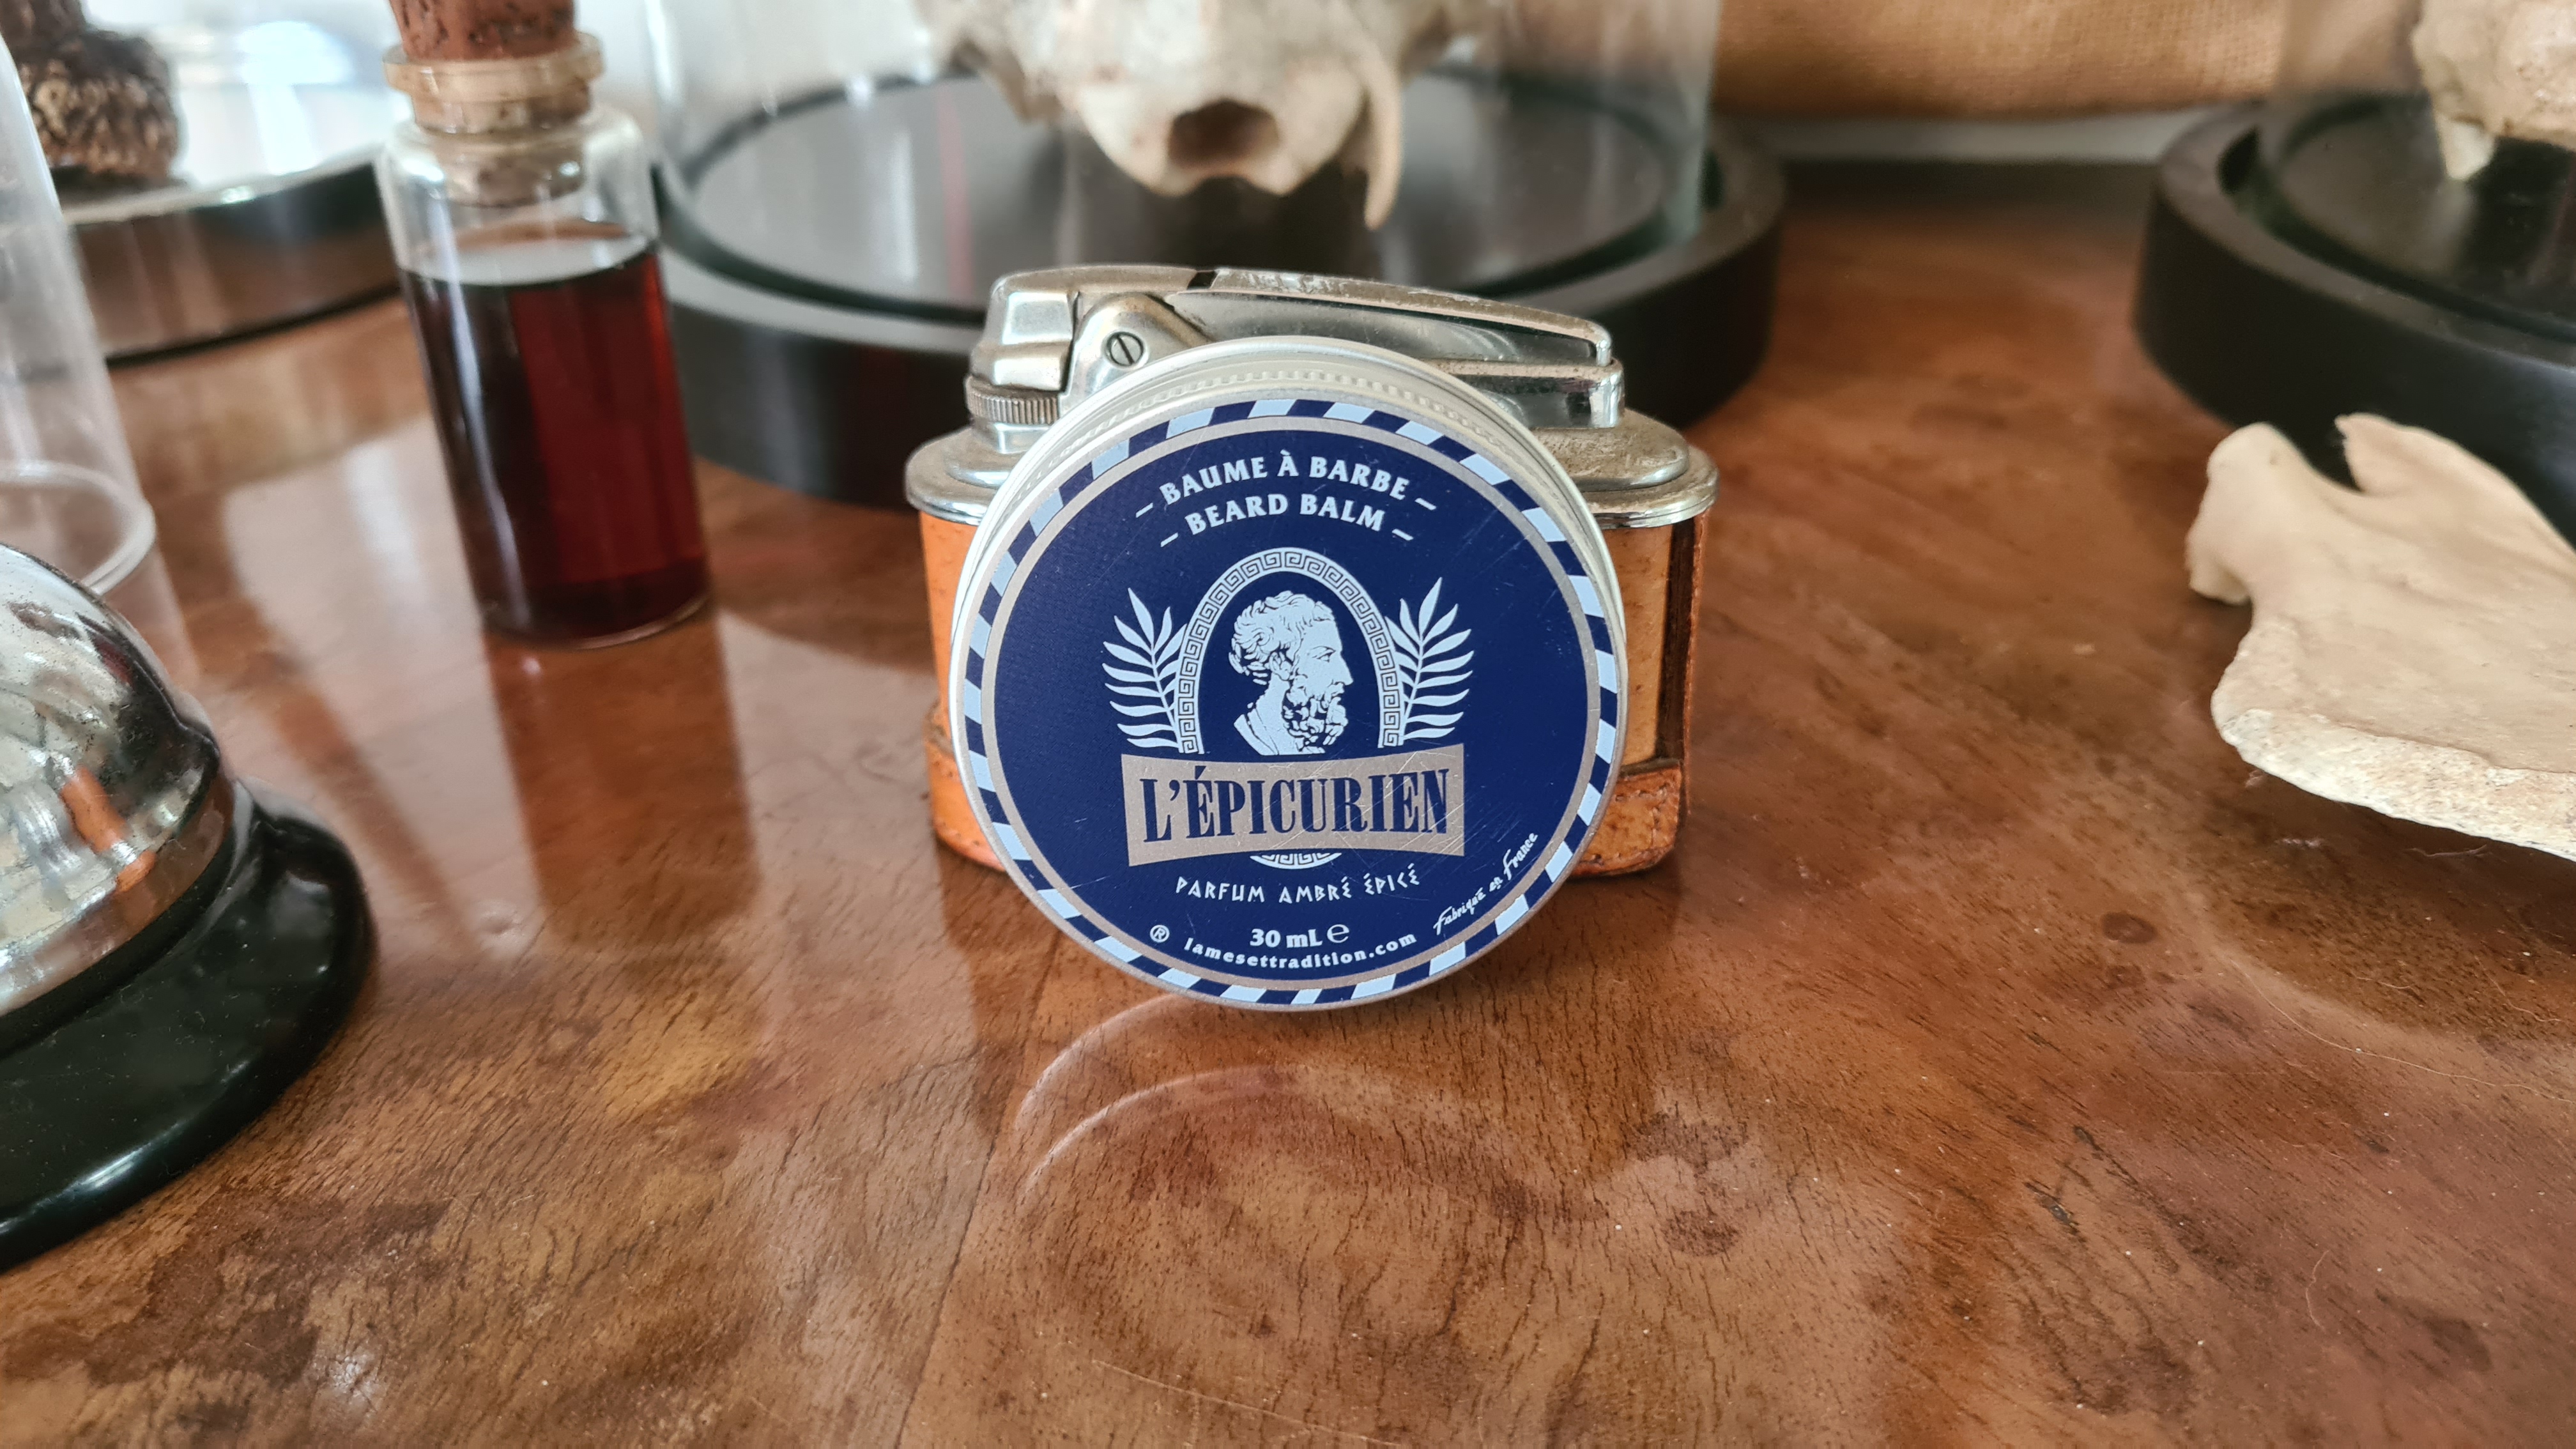 – BAUME À BARBE –
– BEARD BALM –
L'ÉPICURIEN
PARFUM AMBRÉ ÉPICÉ
30 mL ℮
® lamesettradition.com
Fabriqué en France